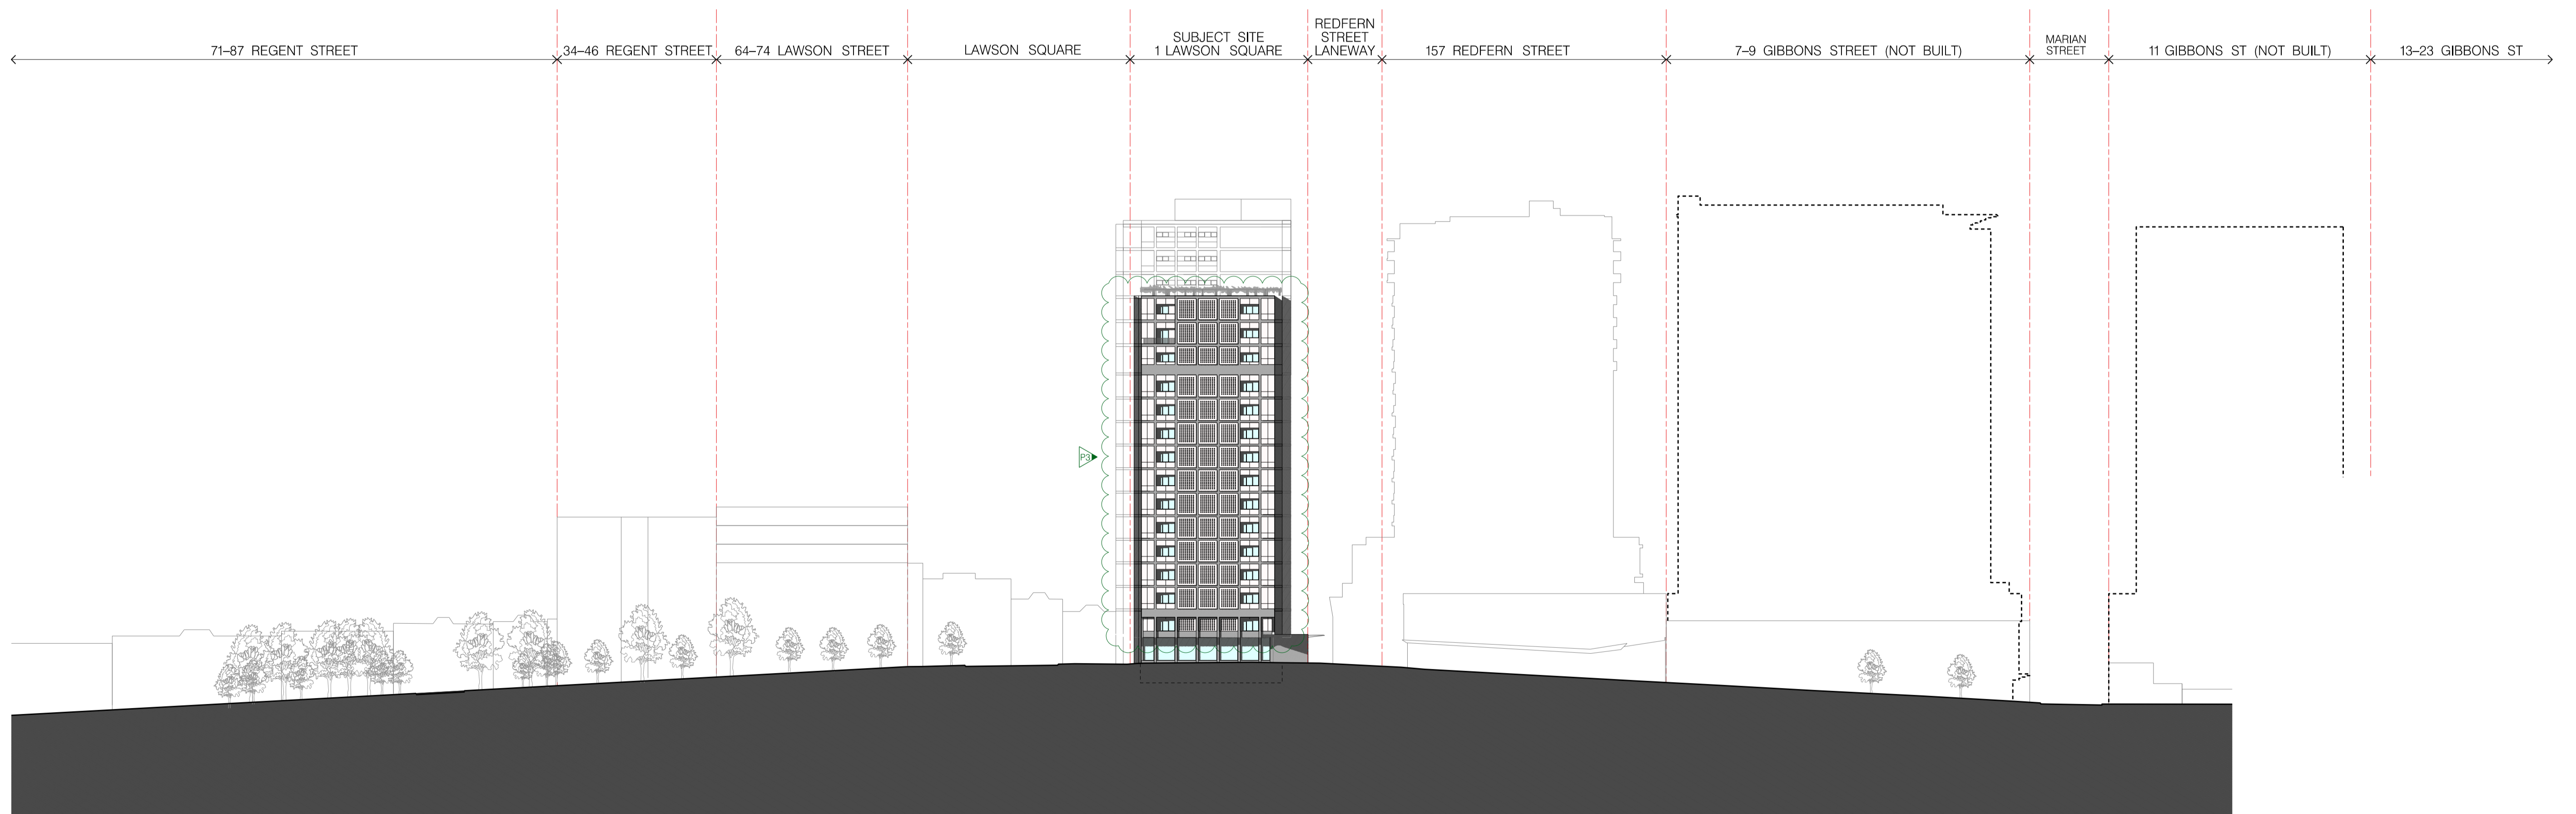 71–87 REGENT STREET
34–46 REGENT STREET
64–74 LAWSON STREET
LAWSON SQUARE
SUBJECT SITE
1 LAWSON SQUARE
REDFERN
STREET
LANEWAY
157 REDFERN STREET
7–9 GIBBONS STREET (NOT BUILT)
MARIAN
STREET
11 GIBBONS ST (NOT BUILT)
13–23 GIBBONS ST
P3